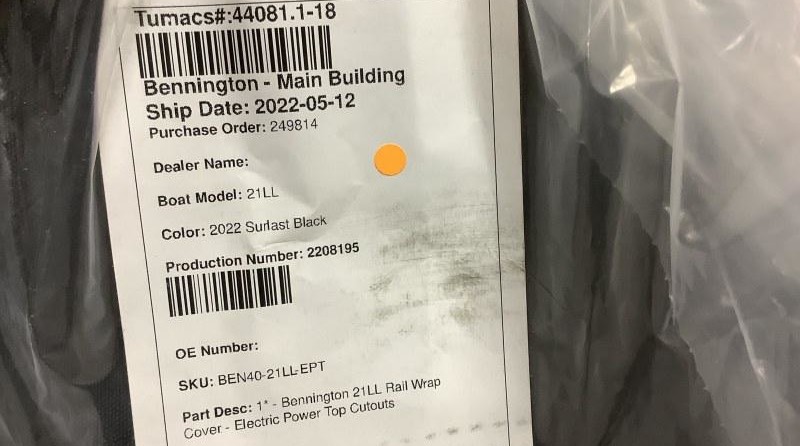 Tumacs#:44081.1-18
Bennington - Main Building
Ship Date: 2022-05-12
Purchase Order: 249814
Dealer Name:
Boat Model: 21LL
Color: 2022 Surlast Black
Production Number: 2208195
OE Number:
SKU: BEN40-21LL-EPT
Part Desc: 1* - Bennington 21LL Rail Wrap
Cover - Electric Power Top Cutouts